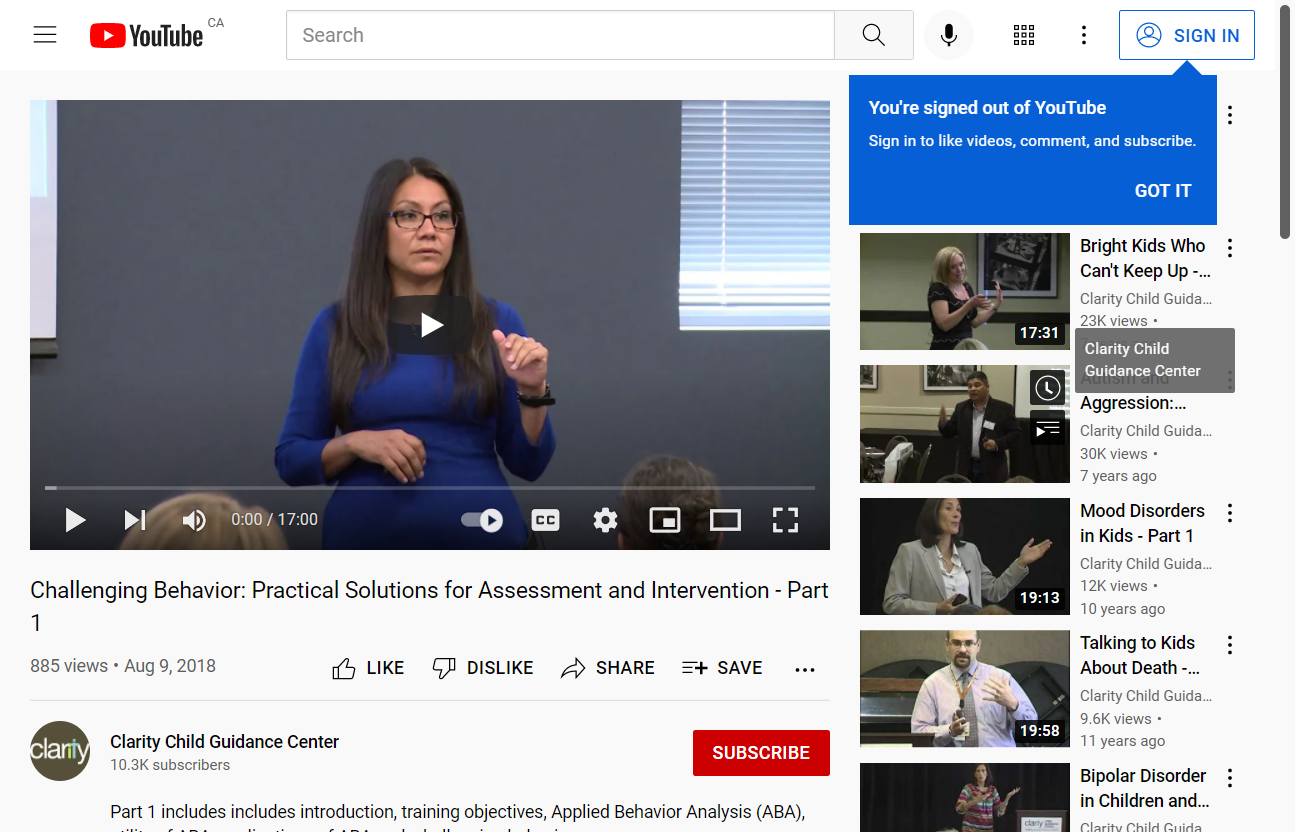 YouTube CA
Search
SIGN IN
You're signed out of YouTube
Sign in to like videos, comment, and subscribe.
GOT IT
CC
0:00 / 17:00
Challenging Behavior: Practical Solutions for Assessment and Intervention - Part
1
885 views • Aug 9, 2018
LIKE
DISLIKE
SHARE
SAVE
clarity
Clarity Child Guidance Center
10.3K subscribers
SUBSCRIBE
Part 1 includes includes introduction, training objectives, Applied Behavior Analysis (ABA),
17:31
Bright Kids Who
Can't Keep Up -...
Clarity Child Guida...
23K views •
Clarity Child
Guidance Center
Autism and
Aggression:...
Clarity Child Guida...
30K views •
7 years ago
19:13
Mood Disorders
in Kids - Part 1
Clarity Child Guida...
12K views •
10 years ago
19:58
Talking to Kids
About Death -...
Clarity Child Guida...
9.6K views •
11 years ago
clarity
Bipolar Disorder
in Children and...
Clarity Child Guida...